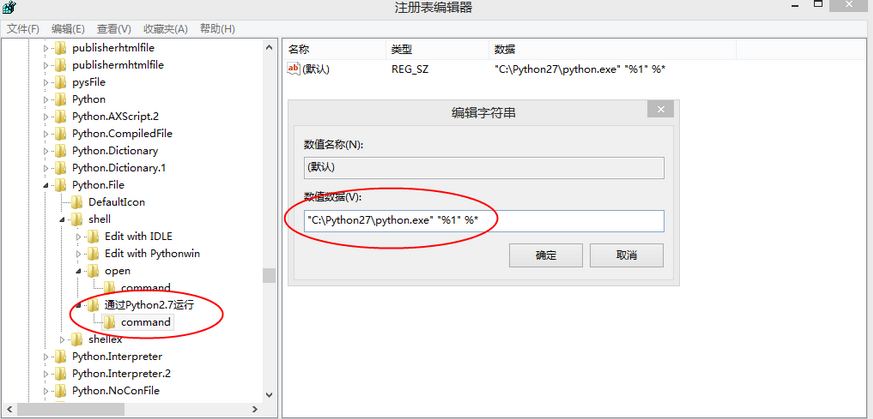 注册表编辑器
文件(F) 编辑(E) 查看(V) 收藏夹(A) 帮助(H)
publisherhtmlfile
publishermhtmlfile
pysFile
Python
Python.AXScript.2
Python.CompiledFile
Python.Dictionary
Python.Dictionary.1
Python.File
DefaultIcon
shell
Edit with IDLE
Edit with Pythonwin
open
command
通过Python2.7运行
command
shellex
Python.Interpreter
Python.Interpreter.2
Python.NoConFile
名称 类型 数据
ab (默认) REG_SZ "C:\Python27\python.exe" "%1" %*
编辑字符串
数值名称(N):
(默认)
数值数据(V):
"C:\Python27\python.exe" "%1" %*
确定 取消